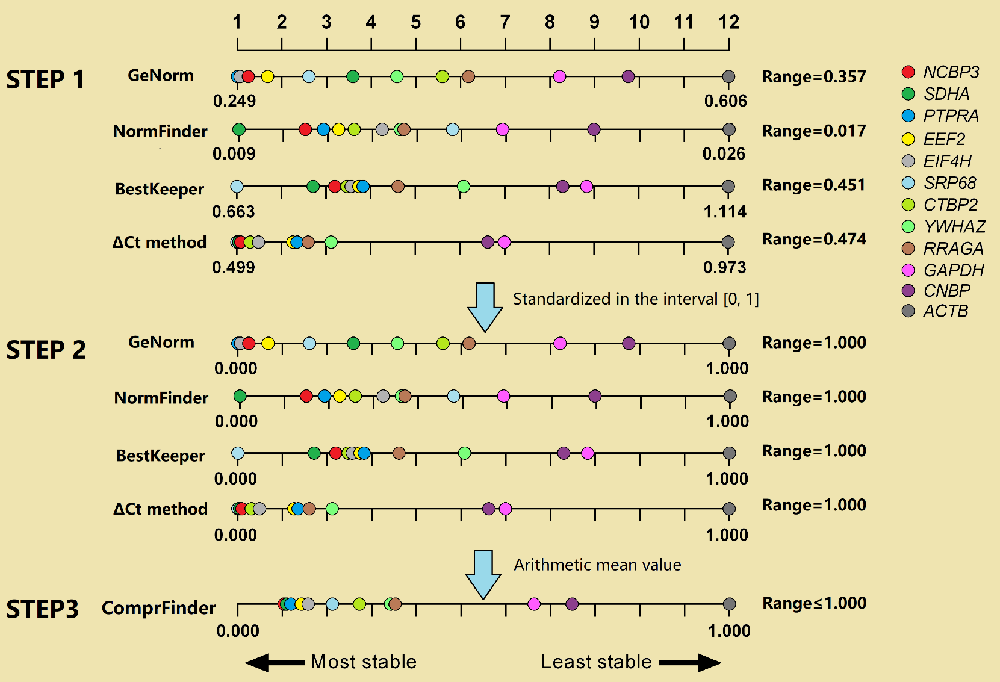 1 2 3 4 5 6 7 8 9 10 11 12
STEP 1
GeNorm
Range=0.357
0.249
0.606
NormFinder
Range=0.017
0.009
0.026
BestKeeper
Range=0.451
0.663
1.114
ΔCt method
Range=0.474
0.499
0.973
NCBP3
SDHA
PTPRA
EEF2
EIF4H
SRP68
CTBP2
YWHAZ
RRAGA
GAPDH
CNBP
ACTB
Standardized in the interval [0, 1]
STEP 2
GeNorm
Range=1.000
0.000
1.000
NormFinder
Range=1.000
0.000
1.000
BestKeeper
Range=1.000
0.000
1.000
ΔCt method
Range=1.000
0.000
1.000
Arithmetic mean value
STEP3
ComprFinder
Range≤1.000
0.000
1.000
Most stable
Least stable